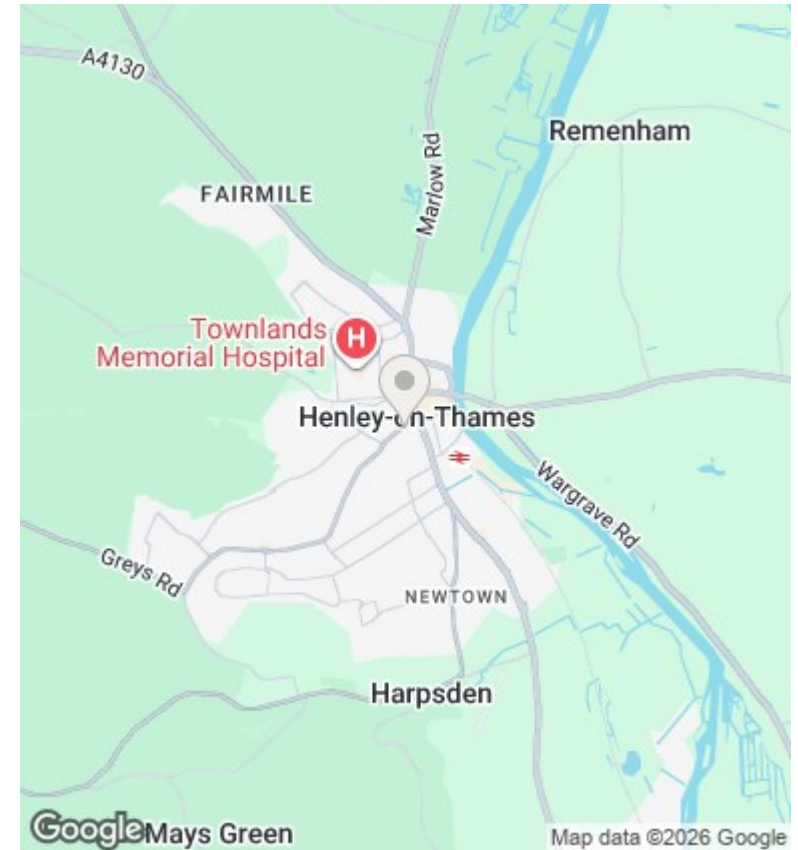 A4130
Marlow Rd
Remenham
FAIRMILE
Townlands
Memorial Hospital
H
Henley-on-Thames
Wargrave Rd
Greys Rd
NEWTOWN
Harpsden
Google
Mays Green
Map data ©2026 Google